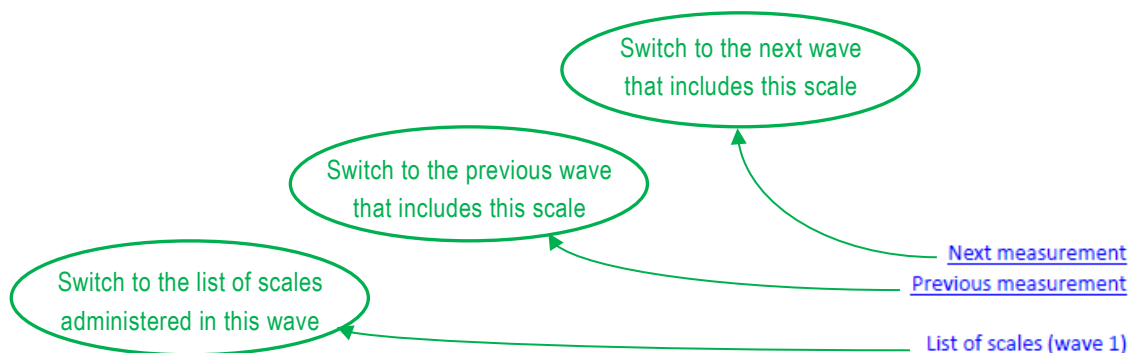 Switch to the next wave
that includes this scale
Switch to the previous wave
that includes this scale
Next measurement
Previous measurement
Switch to the list of scales
administered in this wave
List of scales (wave 1)